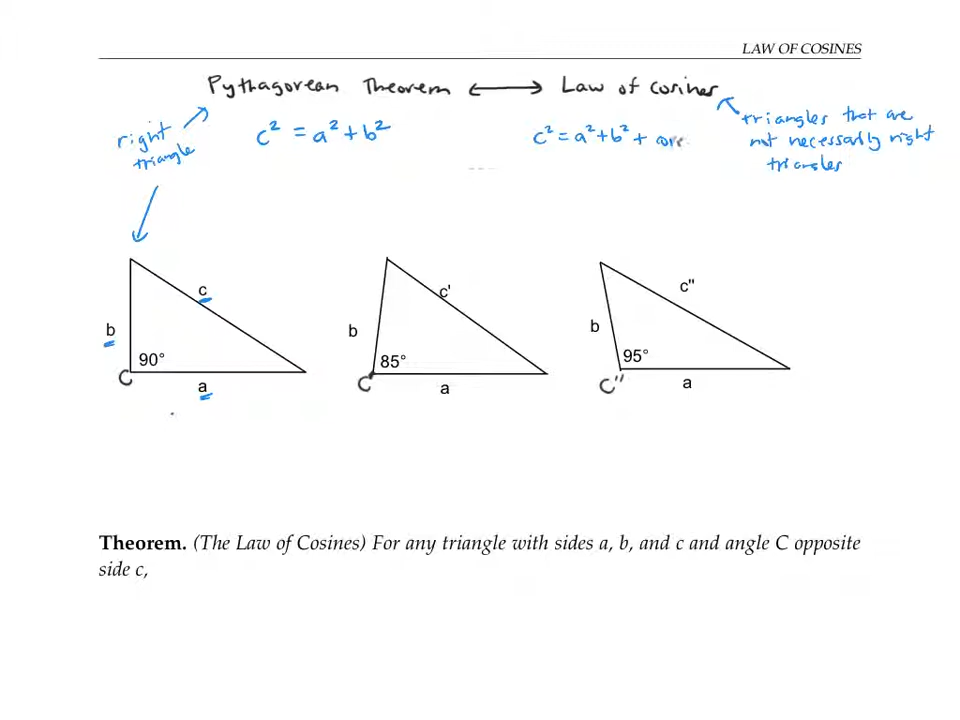 LAW OF COSINES
Pythagorean Theorem ⟷ Law of Cosines
right triangle
c² = a² + b²
c² = a² + b² +
triangles that are
not necessarily right
triangles
b
c
90°
C
a
b
c'
85°
C'
a
b
c"
95°
C"
a
Theorem. (The Law of Cosines) For any triangle with sides a, b, and c and angle C opposite
side c,